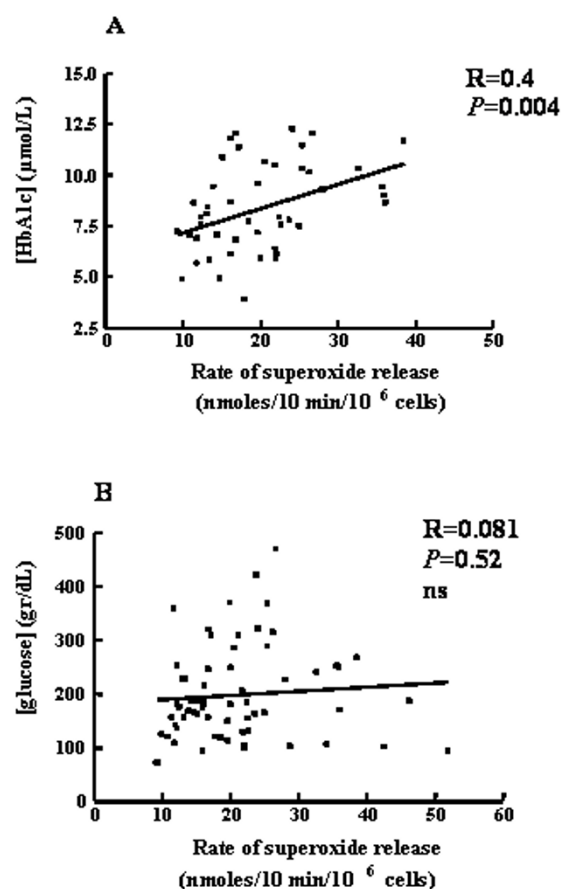 A
R=0.4
P=0.004
[HbA1c] (µmol/L)
15.0
12.5
10.0
7.5
5.0
2.5
0 10 20 30 40 50
Rate of superoxide release
(nmoles/10 min/10 6 cells)
B
R=0.081
P=0.52
ns
[glucose] (gr/dL)
500
400
300
200
100
0
0 10 20 30 40 50 60
Rate of superoxide release
(nmoles/10 min/10 6 cells)